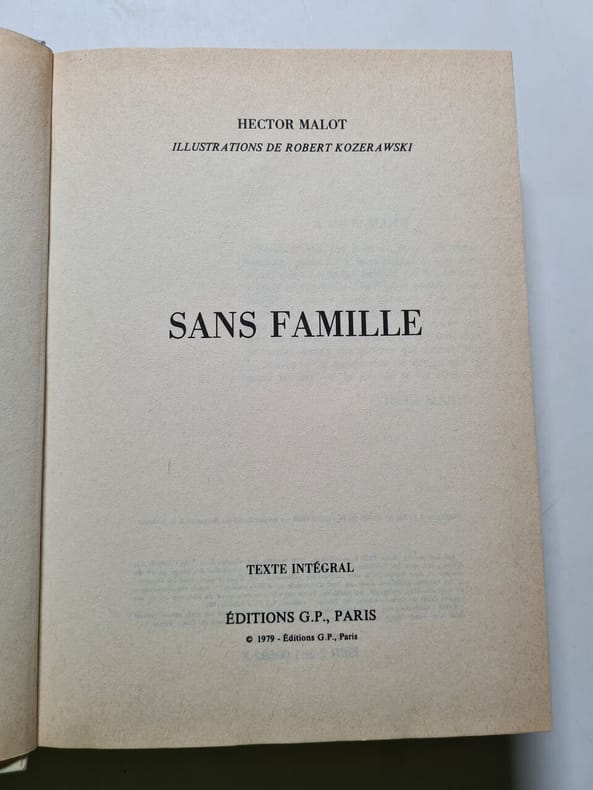 HECTOR MALOT
ILLUSTRATIONS DE ROBERT KOZERAWSKI
SANS FAMILLE
TEXTE INTÉGRAL
ÉDITIONS G.P., PARIS
© 1979 - Éditions G.P., Paris